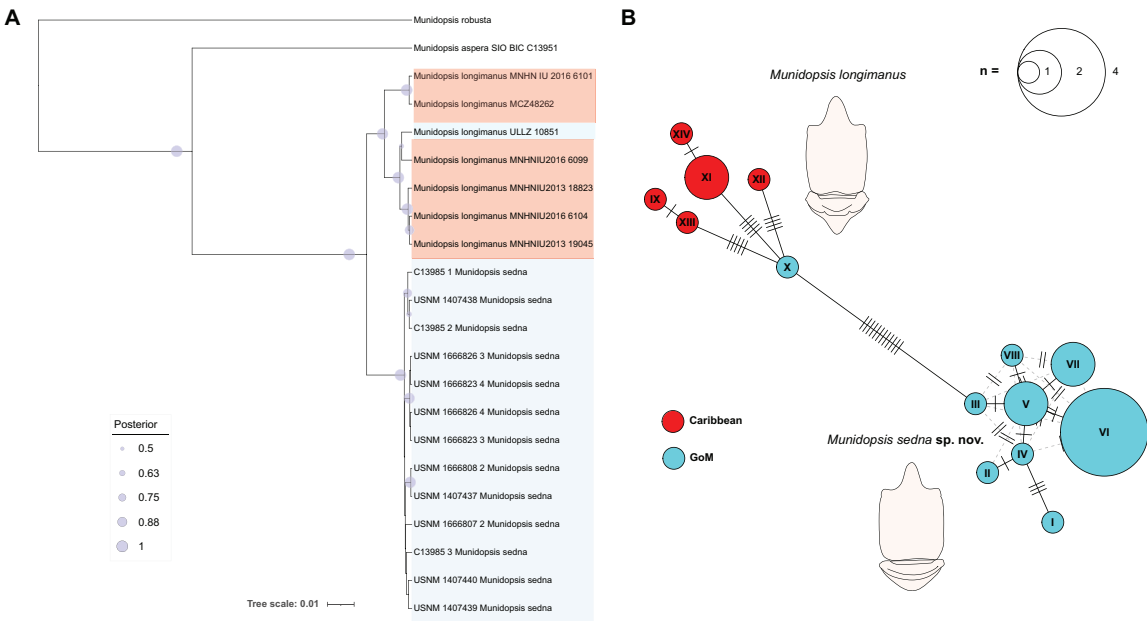 A
Munidopsis robusta
Munidopsis aspera SIO BIC C13951
Munidopsis longimanus MNHN IU 2016 6101
Munidopsis longimanus MCZ48262
Munidopsis longimanus ULLZ 10851
Munidopsis longimanus MNHNIU2016 6099
Munidopsis longimanus MNHNIU2013 18823
Munidopsis longimanus MNHNIU2016 6104
Munidopsis longimanus MNHNIU2013 19045
C13985 1 Munidopsis sedna
USNM 1407438 Munidopsis sedna
C13985 2 Munidopsis sedna
USNM 1666826 3 Munidopsis sedna
USNM 1666823 4 Munidopsis sedna
USNM 1666826 4 Munidopsis sedna
USNM 1666823 3 Munidopsis sedna
USNM 1666808 2 Munidopsis sedna
USNM 1407437 Munidopsis sedna
USNM 1666807 2 Munidopsis sedna
C13985 3 Munidopsis sedna
USNM 1407440 Munidopsis sedna
USNM 1407439 Munidopsis sedna
Posterior
0.5
0.63
0.75
0.88
1
Tree scale: 0.01
B
n = 1 2 4
Munidopsis longimanus
XIV
XI
XII
IX
XIII
X
VIII
VII
III
V
VI
IV
II
I
Caribbean
GoM
Munidopsis sedna sp. nov.